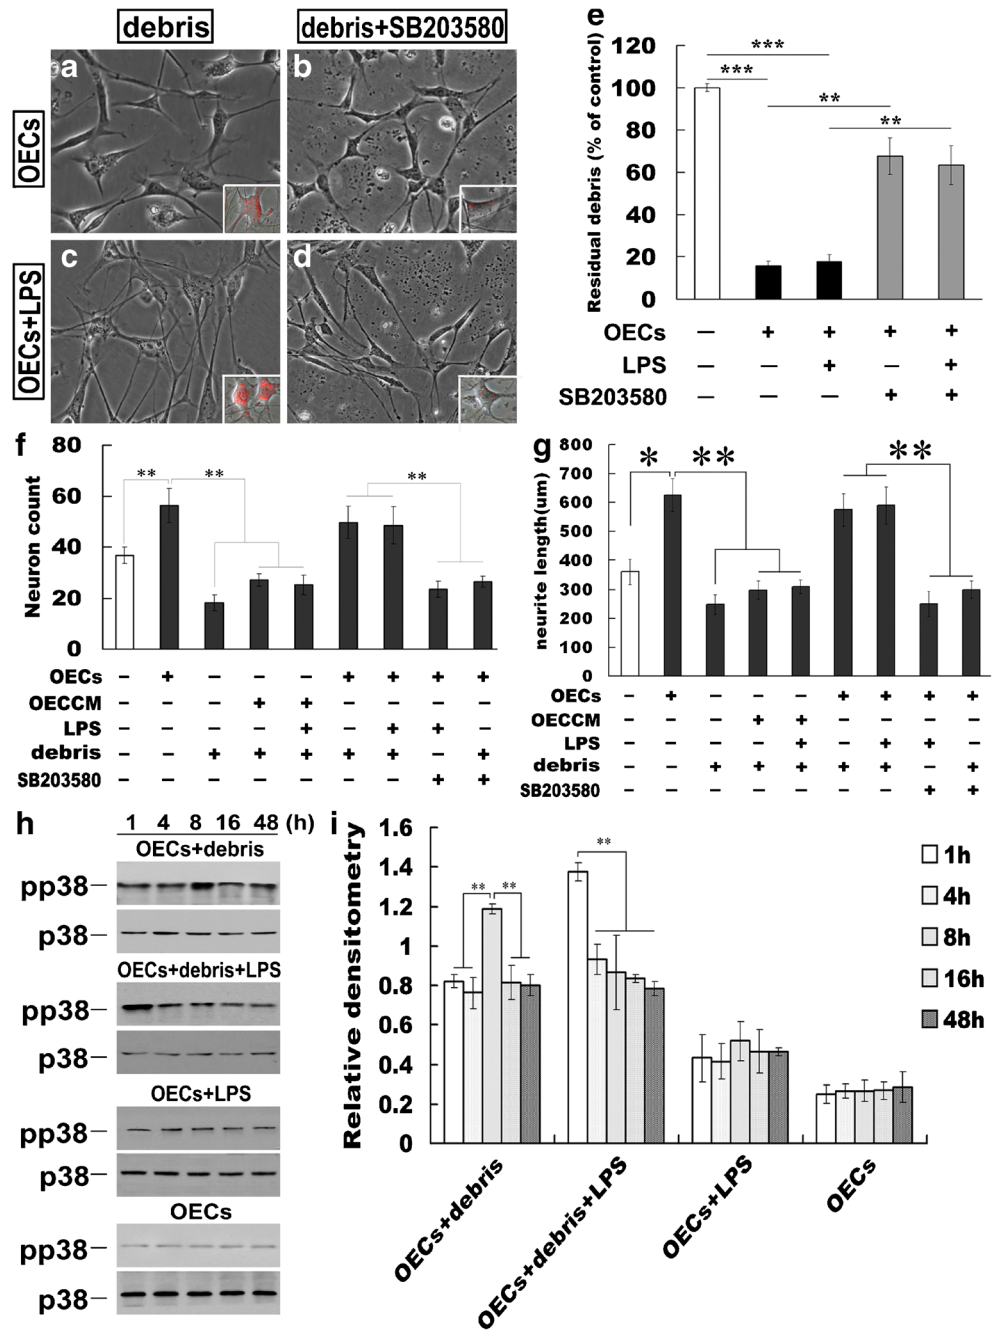 debris
debris+SB203580
OECs
OECs+LPS
a
b
c
d
e
Residual debris (% of control)
120
100
80
60
40
20
0
***
***
**
**
OECs – + + + +
LPS – – + – +
SB203580 – – – + +
f
Neuron count
80
60
40
20
0
** ** **
OECs – + – – – + + + +
OECCM – – – + + – – – –
LPS – – – – + – + + –
debris – – + + + + + – +
SB203580 – – – – – – – + +
g
neurite length(um)
800
700
600
500
400
300
200
100
0
* ** **
OECs – + – – – + + + +
OECCM – – – + + – – – –
LPS – – – – + – + + –
debris – – + + + + + – +
SB203580 – – – – – – – + +
h
1 4 8 16 48 (h)
OECs+debris
pp38
p38
OECs+debris+LPS
pp38
p38
OECs+LPS
pp38
p38
OECs
pp38
p38
i
Relative densitometry
1.6
1.4
1.2
1
0.8
0.6
0.4
0.2
0
** **
**
1h
4h
8h
16h
48h
OECs+debris
OECs+debris+LPS
OECs+LPS
OECs